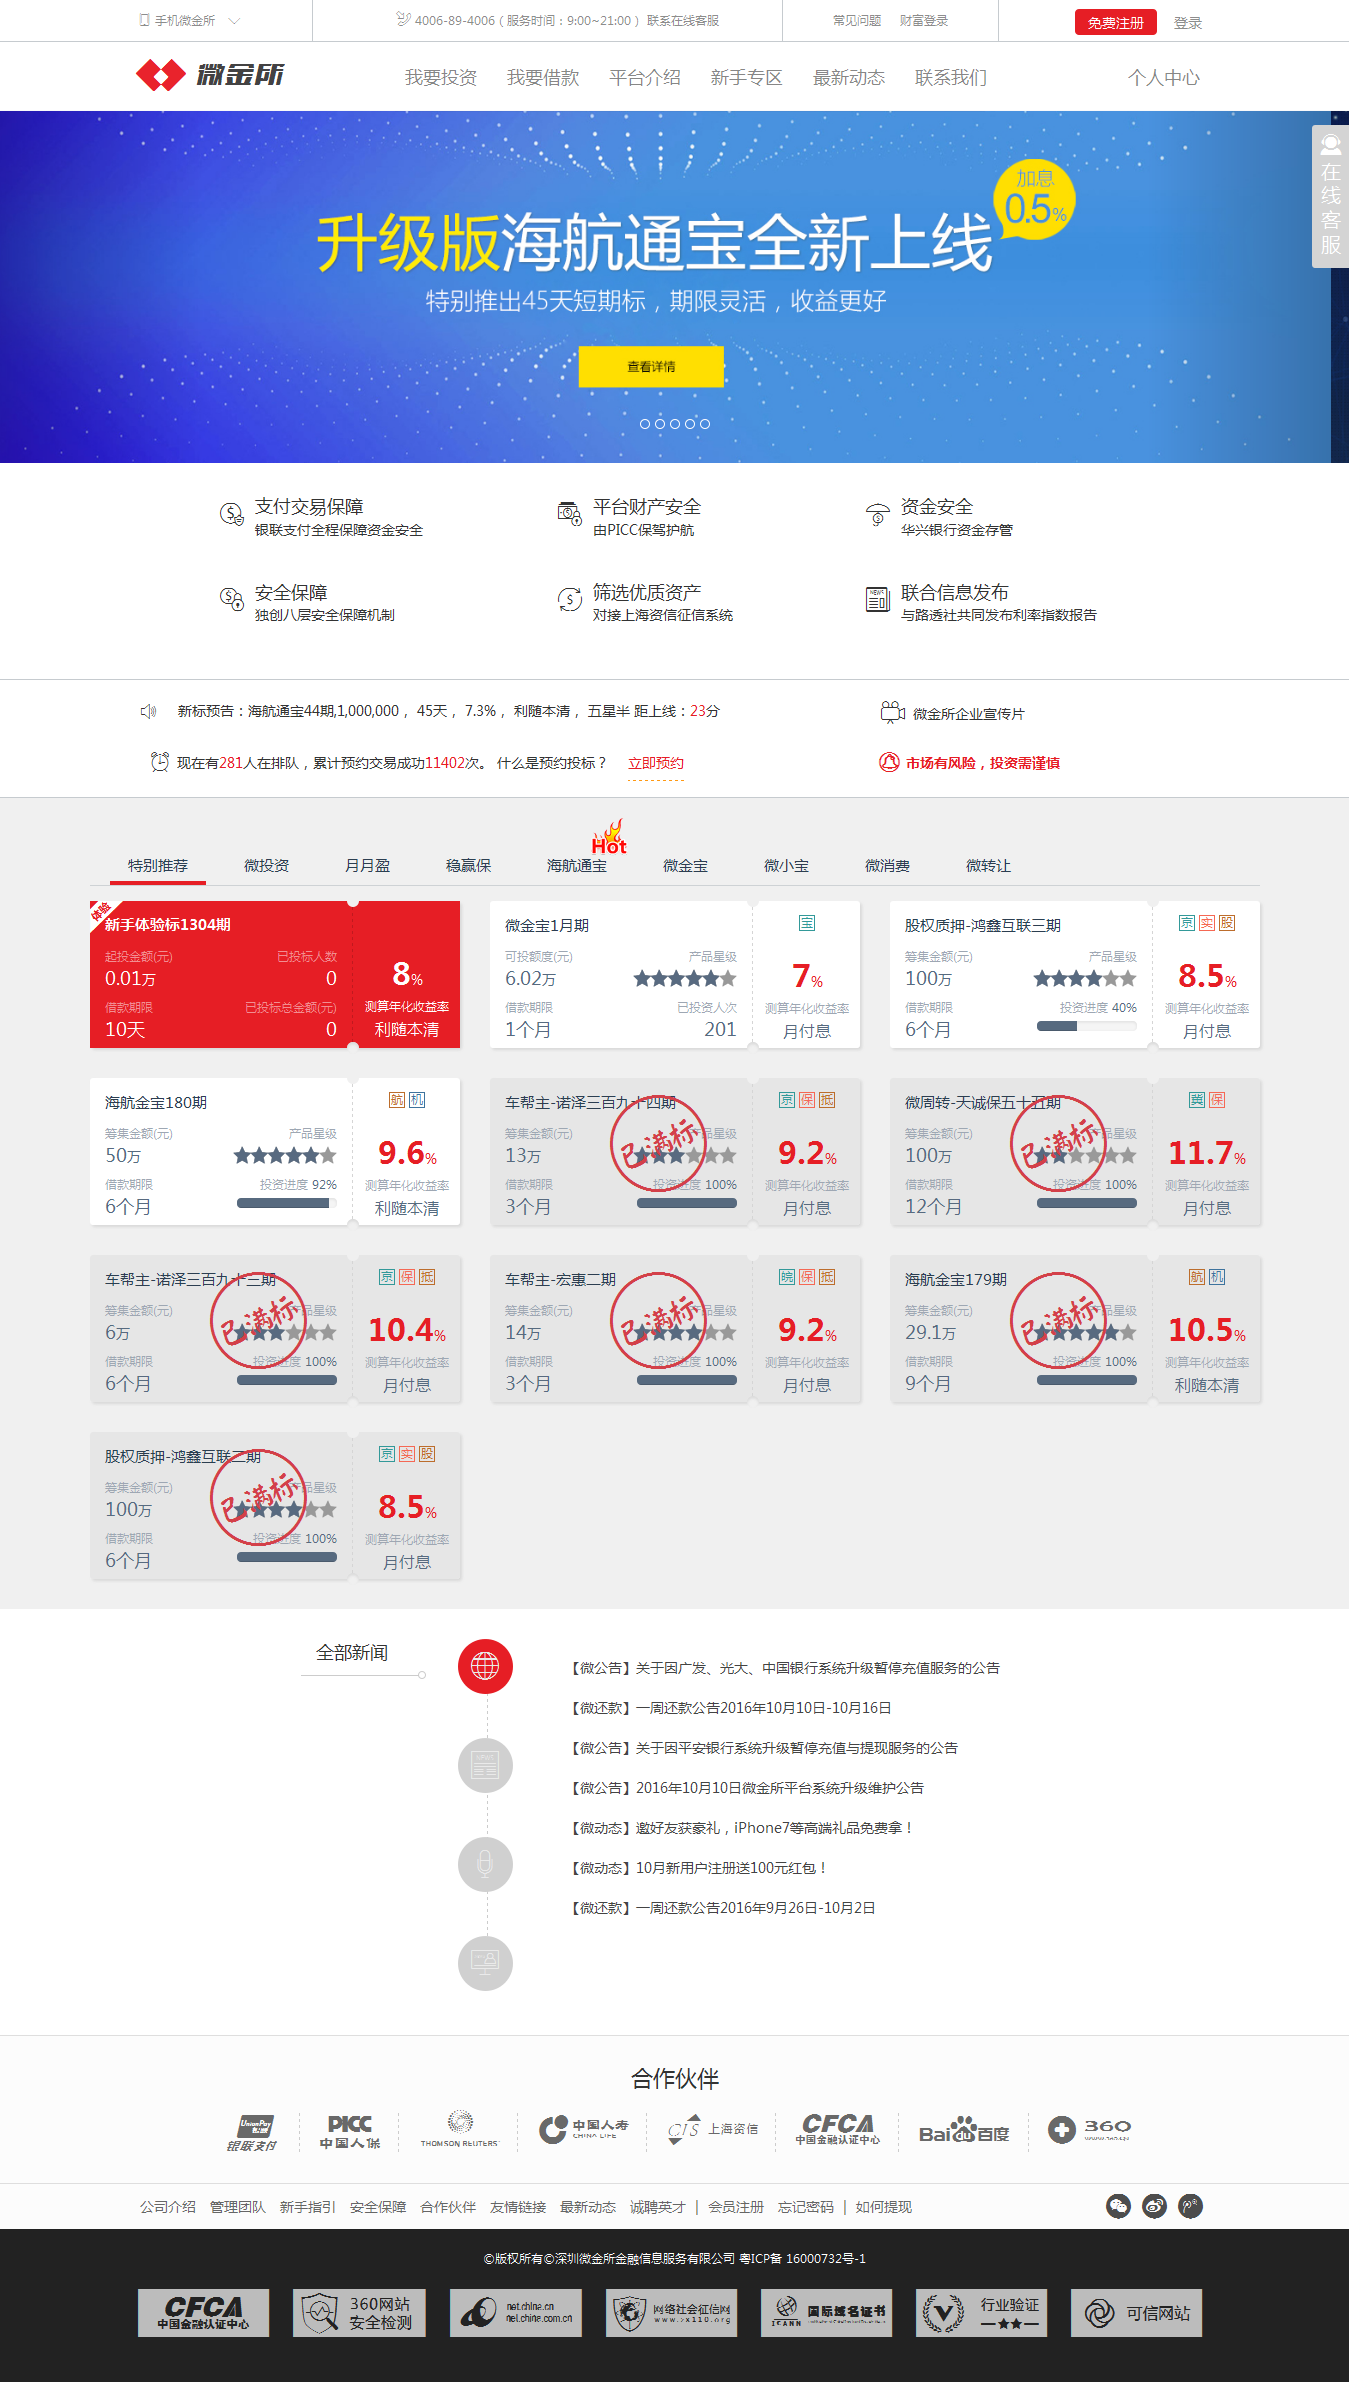 手机微金所
4006-89-4006（服务时间：9:00~21:00） 联系在线客服
常见问题 财富登录
免费注册 登录
微金所
我要投资 我要借款 平台介绍 新手专区 最新动态 联系我们 个人中心
在线客服
加息
0.5%
升级版海航通宝全新上线
特别推出45天短期标，期限灵活，收益更好
查看详情
支付交易保障
银联支付全程保障资金安全
平台财产安全
由PICC保驾护航
资金安全
华兴银行资金存管
安全保障
独创八层安全保障机制
筛选优质资产
对接上海资信征信系统
NEWS
联合信息发布
与路透社共同发布利率指数报告
新标预告：海航通宝44期,1,000,000， 45天， 7.3%， 利随本清， 五星半 距上线：23分
微金所企业宣传片
现在有281人在排队，累计预约交易成功11402次。 什么是预约投标？ 立即预约
市场有风险，投资需谨慎
Hot
特别推荐 微投资 月月盈 稳赢保 海航通宝 微金宝 微小宝 微消费 微转让
体验
新手体验标1304期
起投金额(元) 已投标人数
0.01万 0
借款期限 已投标总金额(元)
10天 0
8%
测算年化收益率
利随本清
微金宝1月期
可投额度(元) 产品星级
6.02万
借款期限 已投资人次
1个月 201
宝
7%
测算年化收益率
月付息
股权质押-鸿鑫互联三期
筹集金额(元) 产品星级
100万
借款期限 投资进度 40%
6个月
京 实 股
8.5%
测算年化收益率
月付息
海航金宝180期
筹集金额(元) 产品星级
50万
借款期限 投资进度 92%
6个月
航 机
9.6%
测算年化收益率
利随本清
车帮主-诺泽三百九十四期
筹集金额(元) 产品星级
13万
借款期限 投资进度 100%
3个月
已满标
京 保 抵
9.2%
测算年化收益率
月付息
微周转-天诚保五十五期
筹集金额(元) 产品星级
100万
借款期限 投资进度 100%
12个月
已满标
冀 保
11.7%
测算年化收益率
月付息
车帮主-诺泽三百九十三期
筹集金额(元) 产品星级
6万
借款期限 投资进度 100%
6个月
已满标
京 保 抵
10.4%
测算年化收益率
月付息
车帮主-宏惠二期
筹集金额(元) 产品星级
14万
借款期限 投资进度 100%
3个月
已满标
皖 保 抵
9.2%
测算年化收益率
月付息
海航金宝179期
筹集金额(元) 产品星级
29.1万
借款期限 投资进度 100%
9个月
已满标
航 机
10.5%
测算年化收益率
利随本清
股权质押-鸿鑫互联二期
筹集金额(元) 产品星级
100万
借款期限 投资进度 100%
6个月
已满标
京 实 股
8.5%
测算年化收益率
月付息
全部新闻
【微公告】关于因广发、光大、中国银行系统升级暂停充值服务的公告
【微还款】一周还款公告2016年10月10日-10月16日
【微公告】关于因平安银行系统升级暂停充值与提现服务的公告
【微公告】2016年10月10日微金所平台系统升级维护公告
【微动态】邀好友获豪礼，iPhone7等高端礼品免费拿！
【微动态】10月新用户注册送100元红包！
【微还款】一周还款公告2016年9月26日-10月2日
合作伙伴
UnionPay 银联
银联支付
PICC
中国人保
THOMSON REUTERS
中国人寿
CHINA LIFE
CIS 上海资信
CFCA
中国金融认证中心
Bai du 百度
360
公司介绍 管理团队 新手指引 安全保障 合作伙伴 友情链接 最新动态 诚聘英才 | 会员注册 忘记密码 | 如何提现
©版权所有©深圳微金所金融信息服务有限公司 粤ICP备 16000732号-1
CFCA
中国金融认证中心
360网站
安全检测
net.china.cn
net.china.com.cn
网络社会征信网
www.zx110.org
ICANN
国际域名证书
行业验证
可信网站